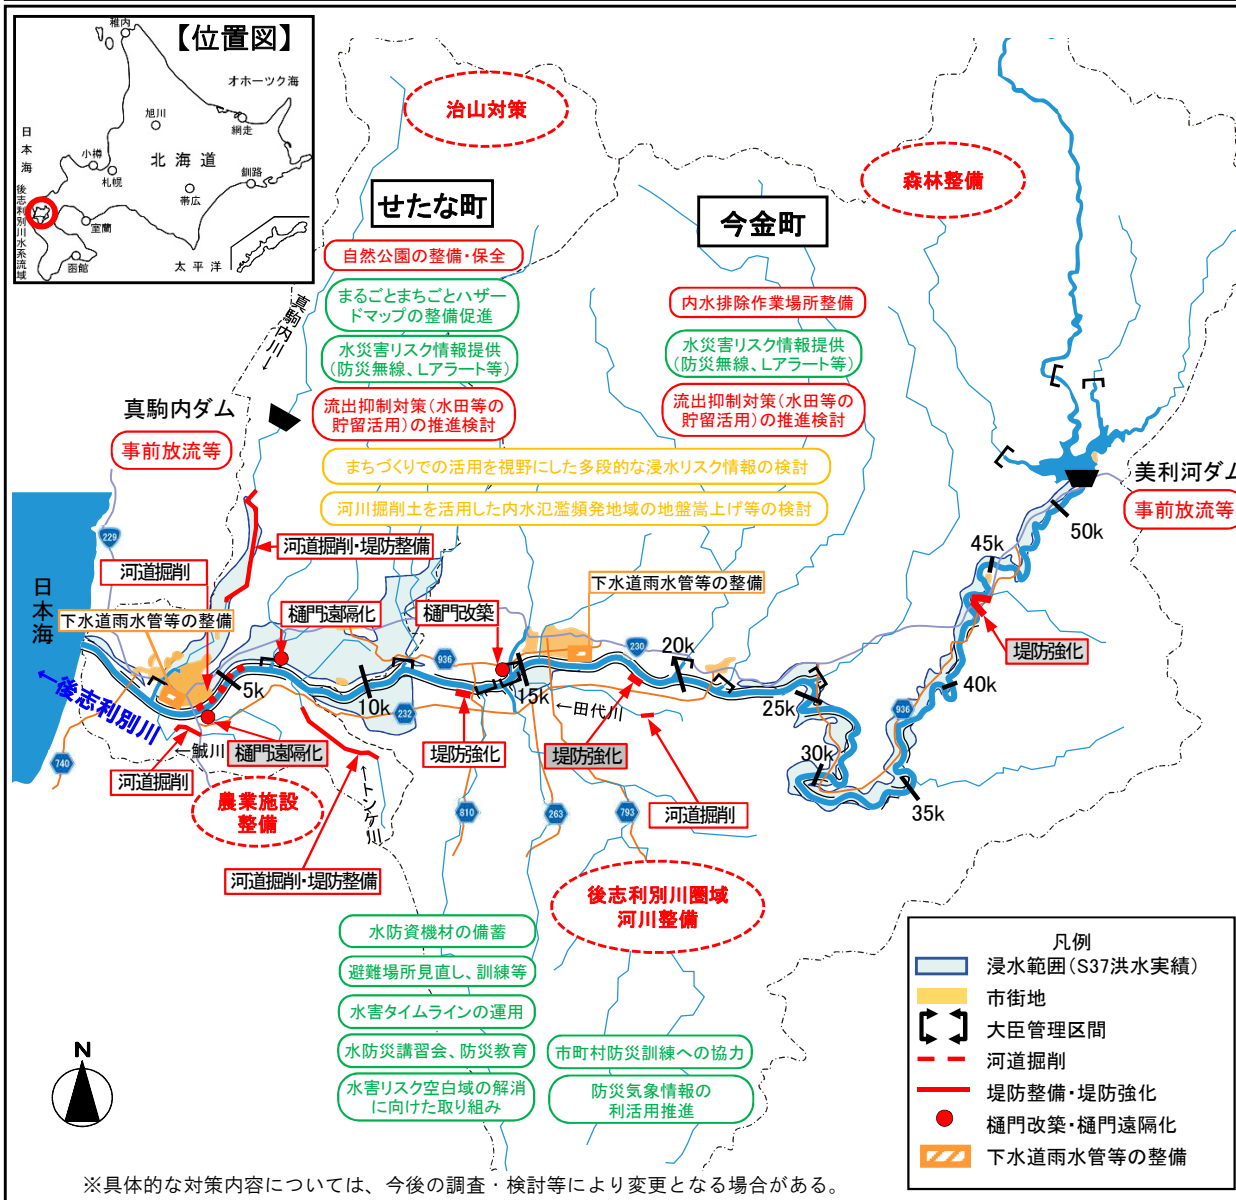 【位置図】
稚内
オホーツク海
旭川
網走
日本海
北海道
小樽
札幌
釧路
帯広
後志利別川水系流域
室蘭
函館
太平洋
治山対策
森林整備
せたな町
今金町
自然公園の整備・保全
まるごとまちごとハザー
ドマップの整備促進
水災害リスク情報提供
(防災無線、Lアラート等)
流出抑制対策(水田等の
貯留活用)の推進検討
内水排除作業場所整備
水災害リスク情報提供
(防災無線、Lアラート等)
流出抑制対策(水田等の
貯留活用)の推進検討
まちづくりでの活用を視野にした多段的な浸水リスク情報の検討
河川掘削土を活用した内水氾濫頻発地域の地盤嵩上げ等の検討
真駒内川→
真駒内ダム
事前放流等
美利河ダム
事前放流等
229
河道掘削
河道掘削・堤防整備
日本海
下水道雨水管等の整備
樋門遠隔化
樋門改築
下水道雨水管等の整備
936
230
20k
45k
50k
堤防強化
5k
10k
15k
25k
40k
←後志利別川
232
←田代川
936
740
←鰔川
樋門遠隔化
堤防強化
堤防強化
30k
35k
河道掘削
農業施設
整備
←トンケ川
810
263
793
河道掘削
河道掘削・堤防整備
後志利別川圏域
河川整備
水防資機材の備蓄
避難場所見直し、訓練等
水害タイムラインの運用
水防災講習会、防災教育
水害リスク空白域の解消
に向けた取り組み
市町村防災訓練への協力
防災気象情報の
利活用推進
N
凡例
浸水範囲(S37洪水実績)
市街地
大臣管理区間
河道掘削
堤防整備・堤防強化
樋門改築・樋門遠隔化
下水道雨水管等の整備
※具体的な対策内容については、今後の調査・検討等により変更となる場合がある。